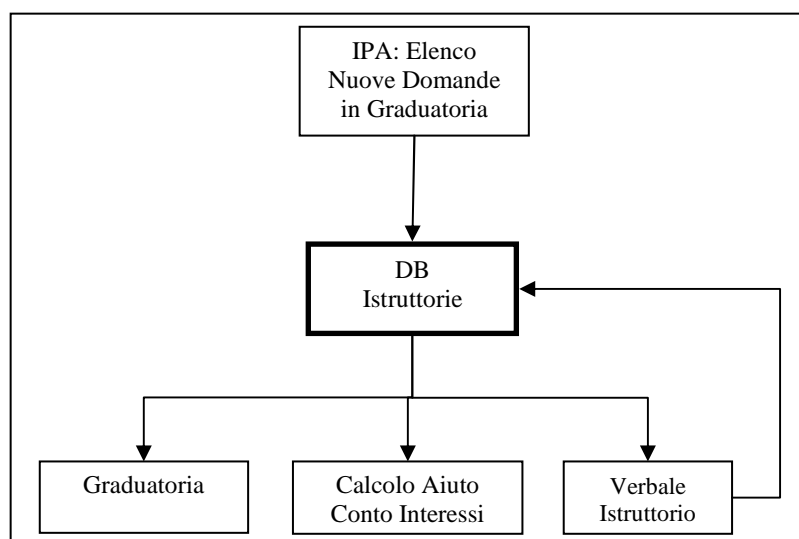 IPA: Elenco
Nuove Domande
in Graduatoria
DB
Istruttorie
Graduatoria
Calcolo Aiuto
Conto Interessi
Verbale
Istruttorio